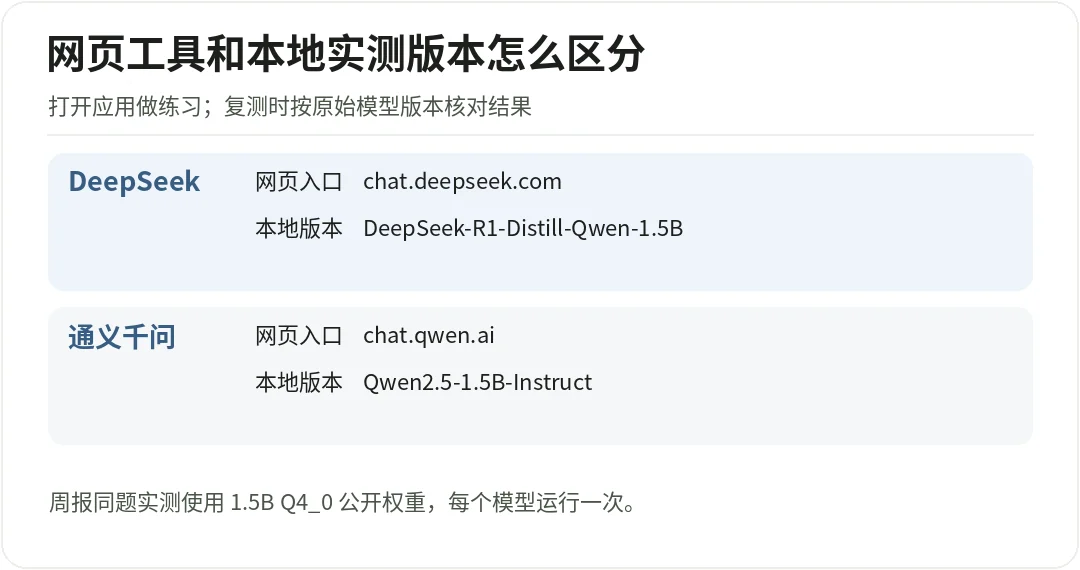 网页工具和本地实测版本怎么区分
打开应用做练习；复测时按原始模型版本核对结果
DeepSeek 网页入口 chat.deepseek.com
本地版本 DeepSeek-R1-Distill-Qwen-1.5B
通义千问 网页入口 chat.qwen.ai
本地版本 Qwen2.5-1.5B-Instruct
周报同题实测使用 1.5B Q4_0 公开权重，每个模型运行一次。